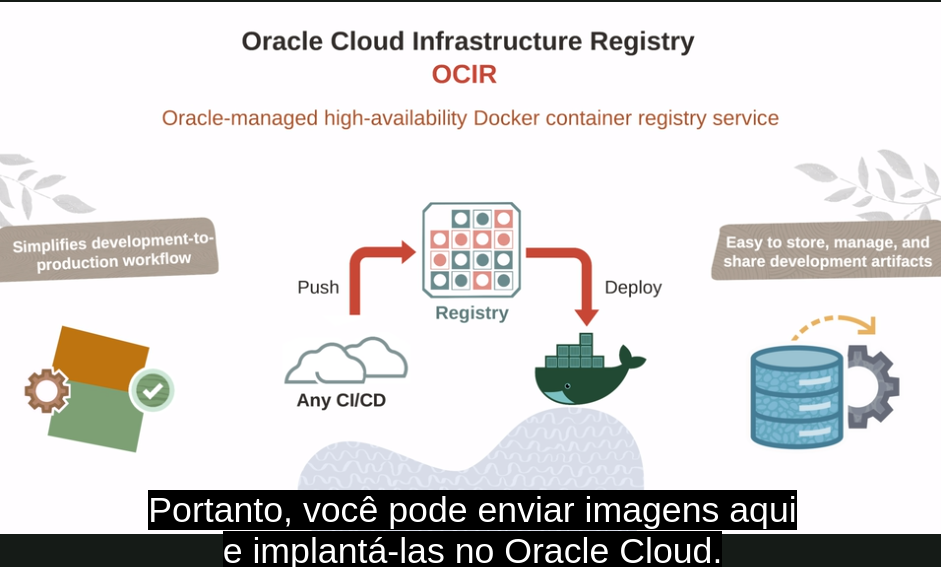 Oracle Cloud Infrastructure Registry
OCIR
Oracle-managed high-availability Docker container registry service
Simplifies development-to-
production workflow
Easy to store, manage, and
share development artifacts
Push
Deploy
Registry
Any CI/CD
Portanto, você pode enviar imagens aqui
e implantá-las no Oracle Cloud.